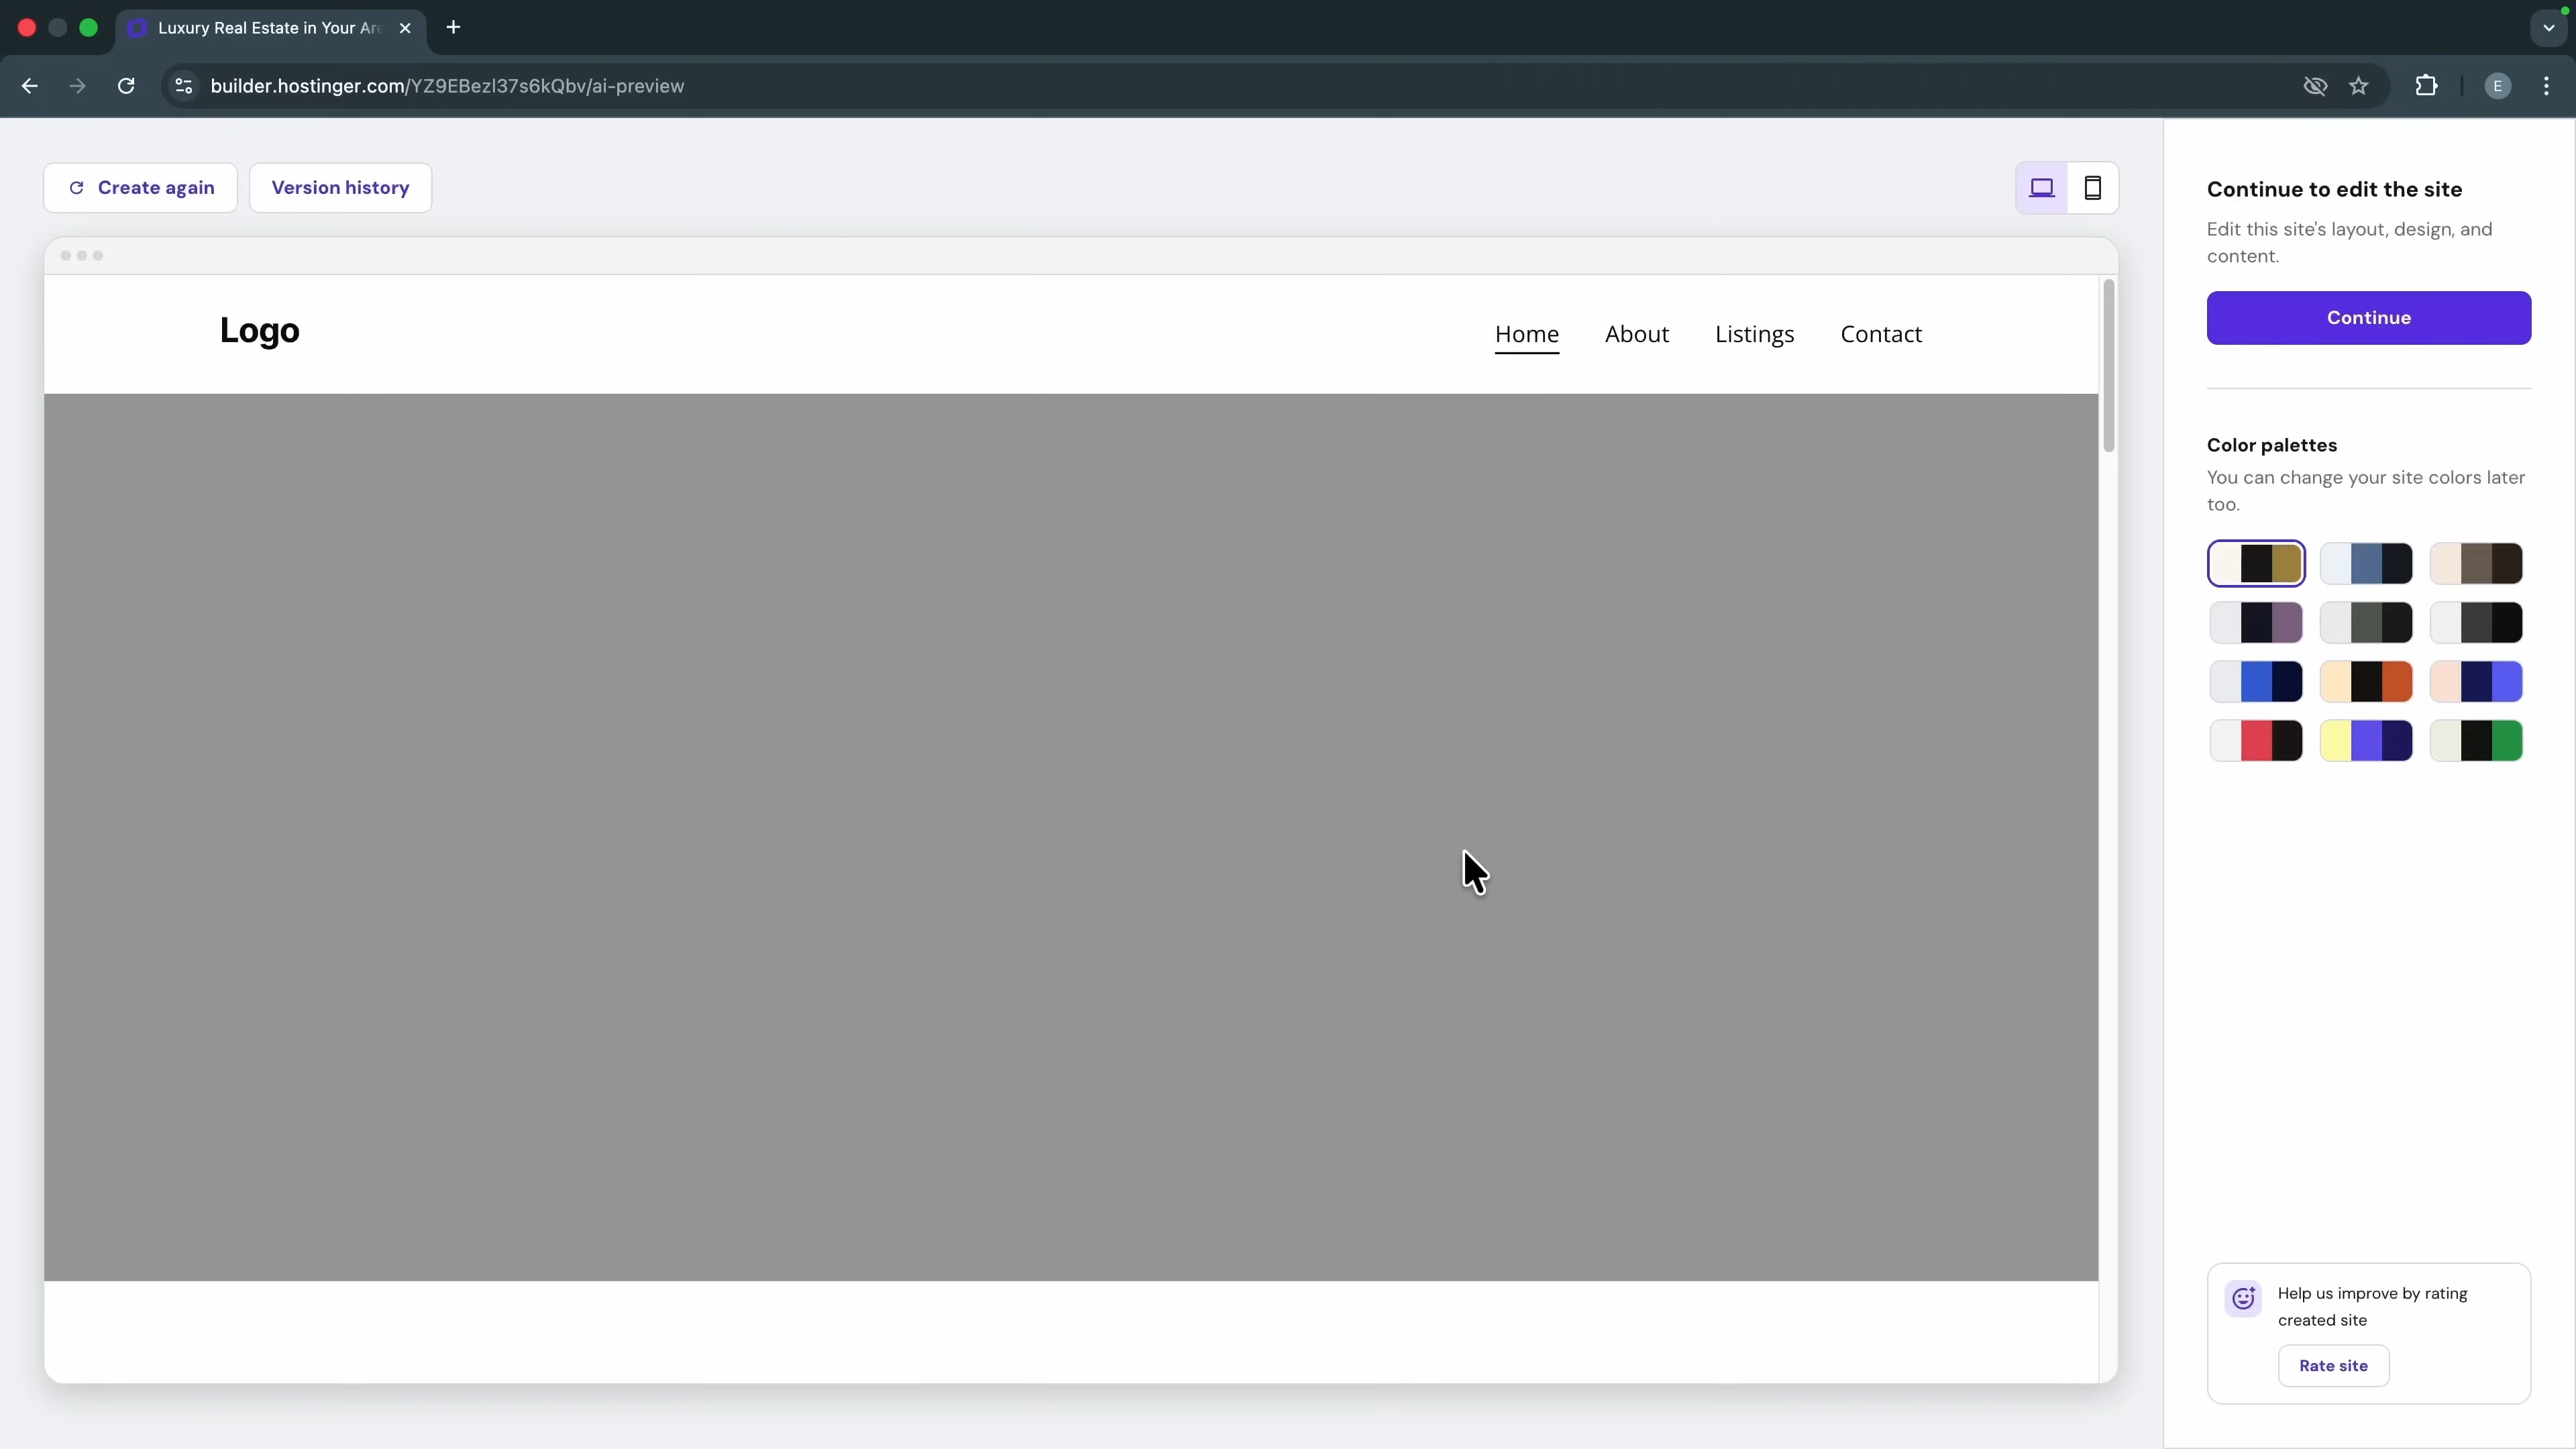 Luxury Real Estate in Your Are
builder.hostinger.com/YZ9EBezl37s6kQbv/ai-preview
E
Create again
Version history
Logo
Home
About
Listings
Contact
Continue to edit the site
Edit this site's layout, design, and
content.
Continue
Color palettes
You can change your site colors later
too.
Help us improve by rating
created site
Rate site